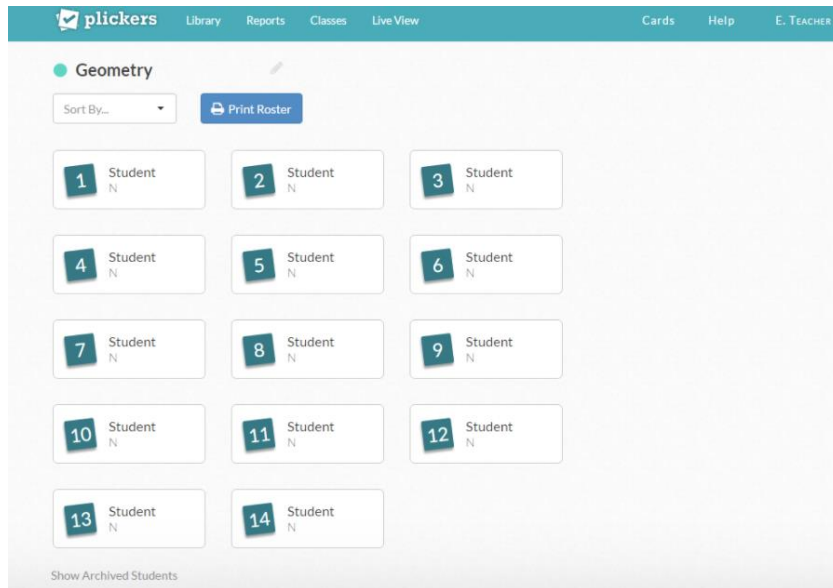 plickers Library Reports Classes Live View Cards Help E. TEACHER
Geometry
Sort By... Print Roster
1 Student 2 Student 3 Student
N N N
4 Student 5 Student 6 Student
N N N
7 Student 8 Student 9 Student
N N N
10 Student 11 Student 12 Student
N N N
13 Student 14 Student
N N
Show Archived Students